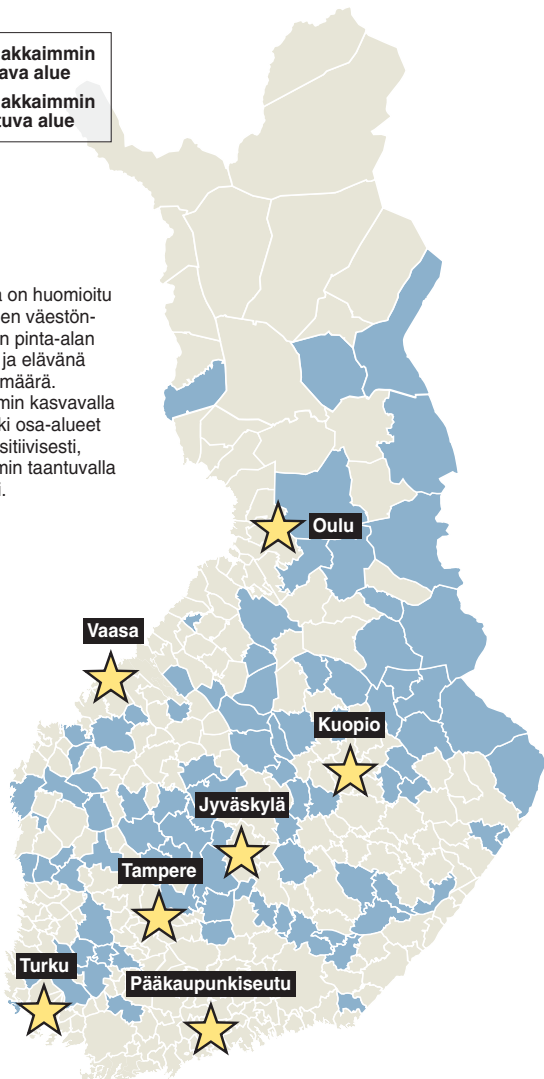 akkaimmin
ava alue
akkaimmin
tuva alue
on huomioitu
en väestön-
n pinta-alan
ja elävänä
määrä.
min kasvavalla
ki osa-alueet
sitiivisesti,
min taantuvalla
i.
Oulu
Vaasa
Kuopio
Jyväskylä
Tampere
Turku
Pääkaupunkiseutu